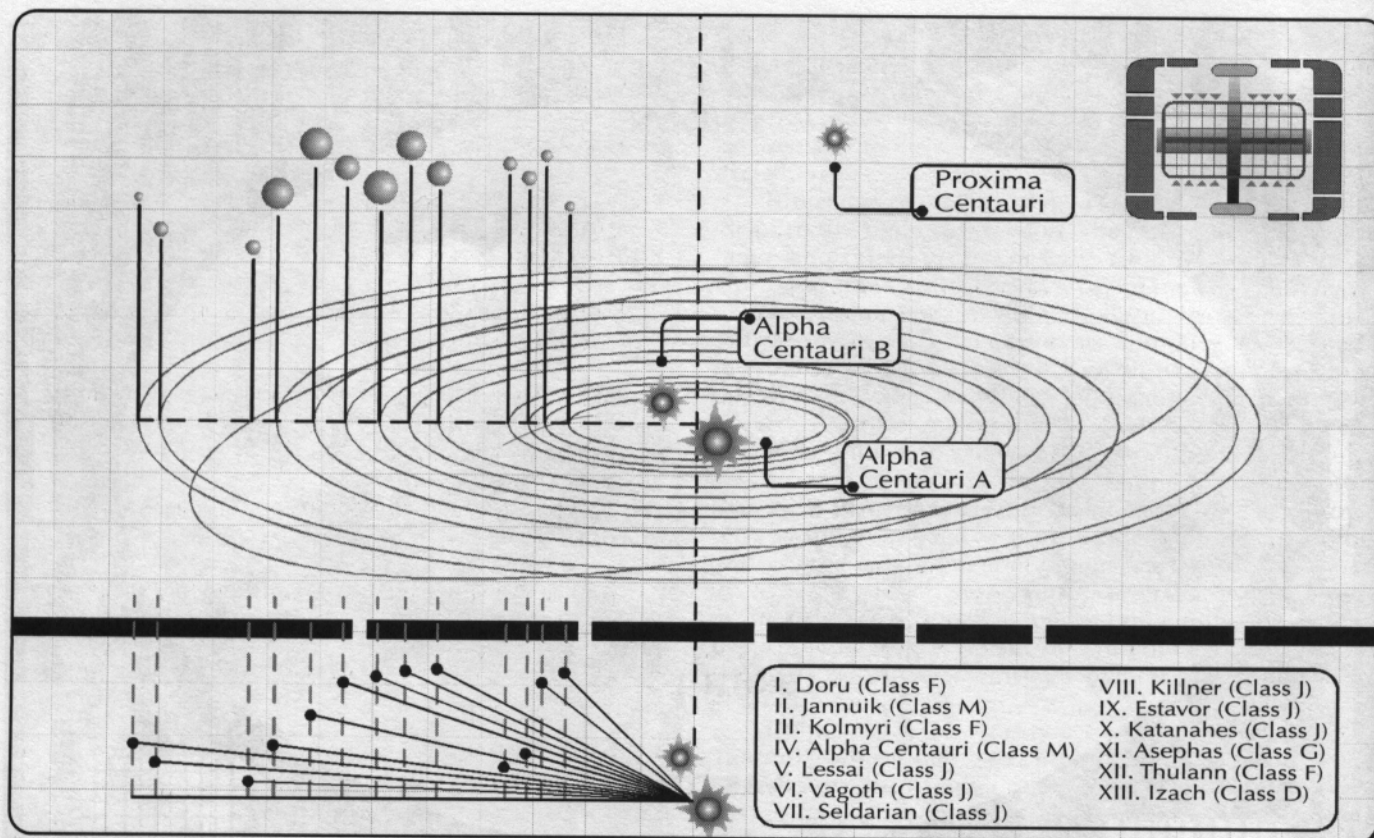 Proxima
Centauri
Alpha
Centauri B
Alpha
Centauri A
I. Doru (Class F)
II. Jannuik (Class M)
III. Kolmyri (Class F)
IV. Alpha Centauri (Class M)
V. Lessai (Class J)
VI. Vagoth (Class J)
VII. Seldarian (Class J)
VIII. Killner (Class J)
IX. Estavor (Class J)
X. Katanahes (Class J)
XI. Asephas (Class G)
XII. Thulann (Class F)
XIII. Izach (Class D)